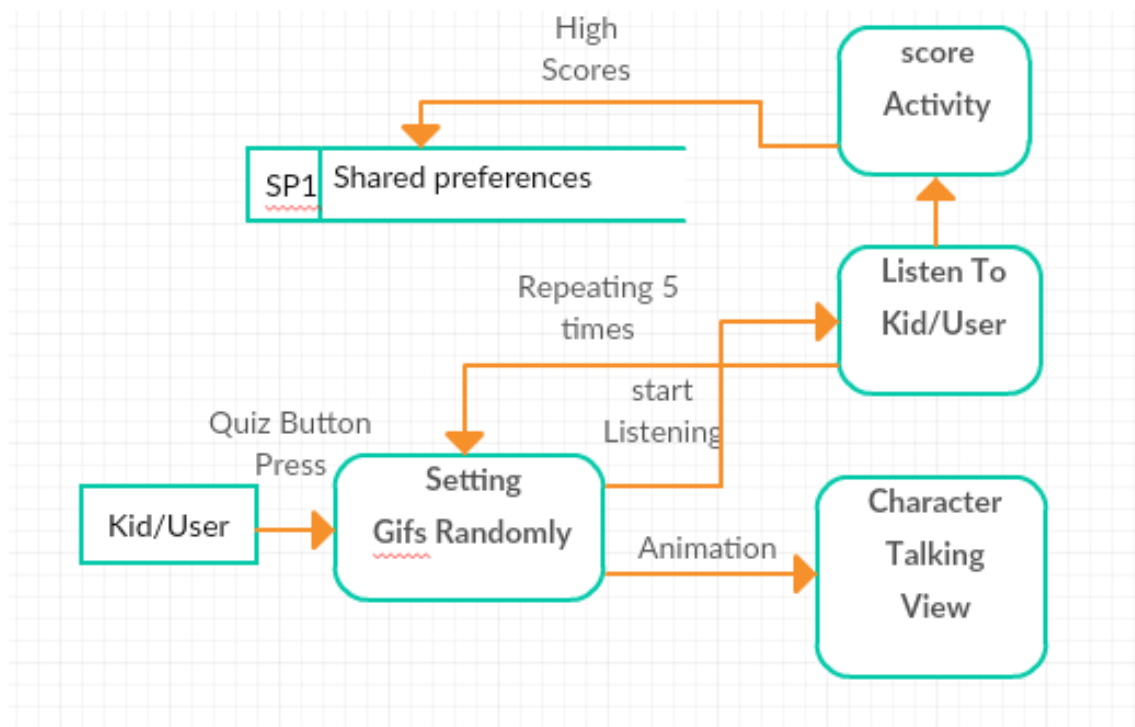 High
Scores
score
Activity
SP1
Shared preferences
Listen To
Kid/User
Repeating 5
times
start
Listening
Quiz Button
Press
Kid/User
Setting
Gifs Randomly
Animation
Character
Talking
View